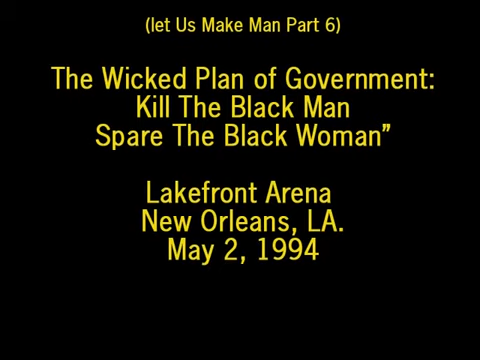 (let Us Make Man Part 6)
The Wicked Plan of Government:
Kill The Black Man
Spare The Black Woman”
Lakefront Arena
New Orleans, LA.
May 2, 1994